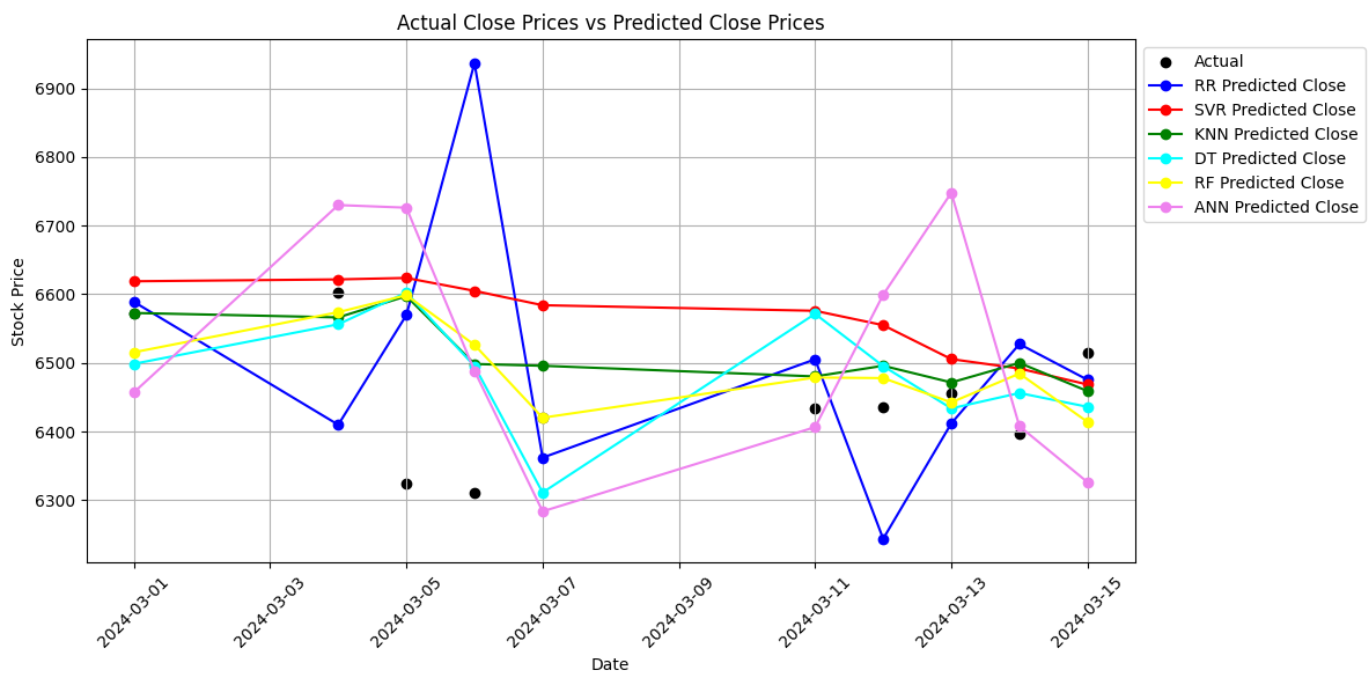 Actual Close Prices vs Predicted Close Prices
Actual
RR Predicted Close
SVR Predicted Close
KNN Predicted Close
DT Predicted Close
RF Predicted Close
ANN Predicted Close
Stock Price
6900
6800
6700
6600
6500
6400
6300
2024-03-01
2024-03-03
2024-03-05
2024-03-07
2024-03-09
2024-03-11
2024-03-13
2024-03-15
Date